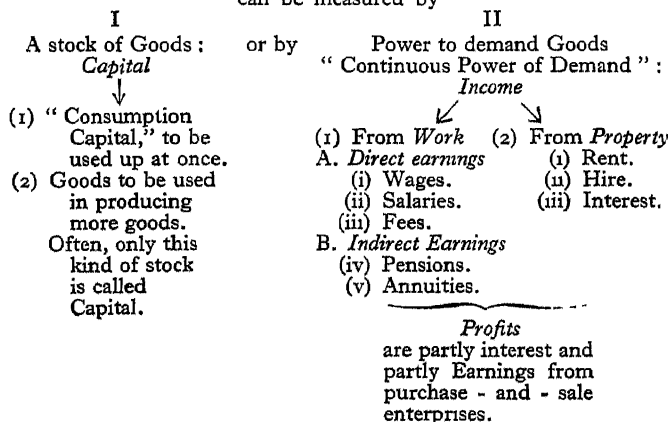 can be measured by
I
A stock of Goods :
Capital
(1) “ Consumption
Capital,” to be
used up at once.
(2) Goods to be used
in producing
more goods.
Often, only this
kind of stock
is called
Capital.
or by
II
Power to demand Goods
“ Continuous Power of Demand ” :
Income
(1) From Work
A. Direct earnings
(i) Wages.
(ii) Salaries.
(iii) Fees.
B. Indirect Earnings
(iv) Pensions.
(v) Annuities.
(2) From Property
(i) Rent.
(ii) Hire.
(iii) Interest.
Profits
are partly interest and
partly Earnings from
purchase - and - sale
enterprises.